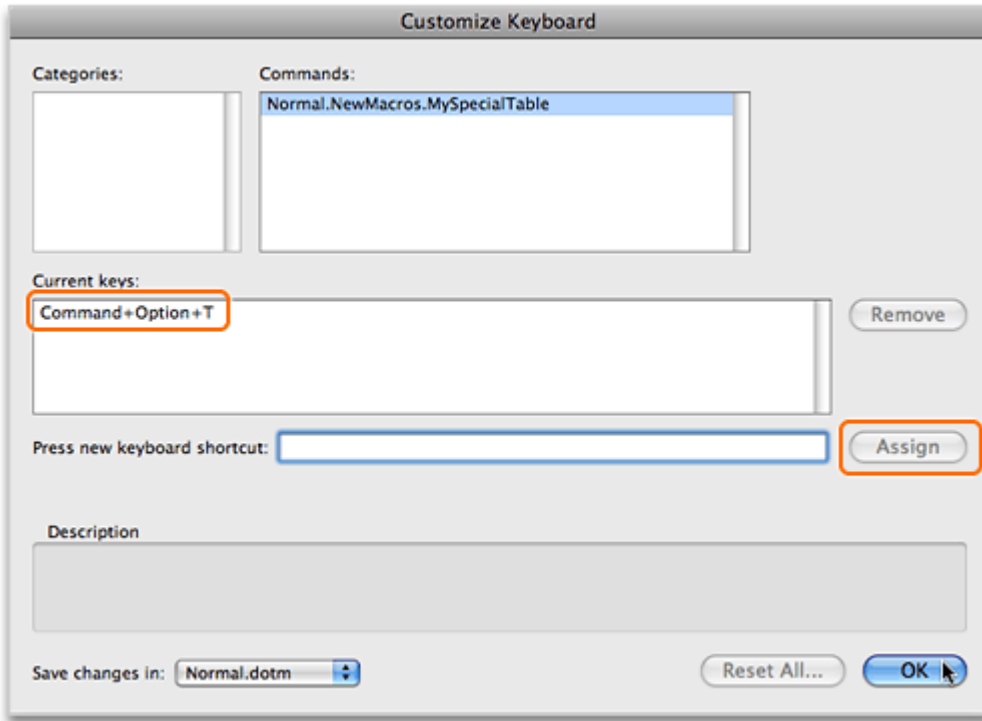 Customize Keyboard
Categories: Commands:
Normal.NewMacros.MySpecialTable
Current keys:
Command+Option+T
Remove
Press new keyboard shortcut:
Assign
Description
Save changes in: Normal.dotm
Reset All...
OK